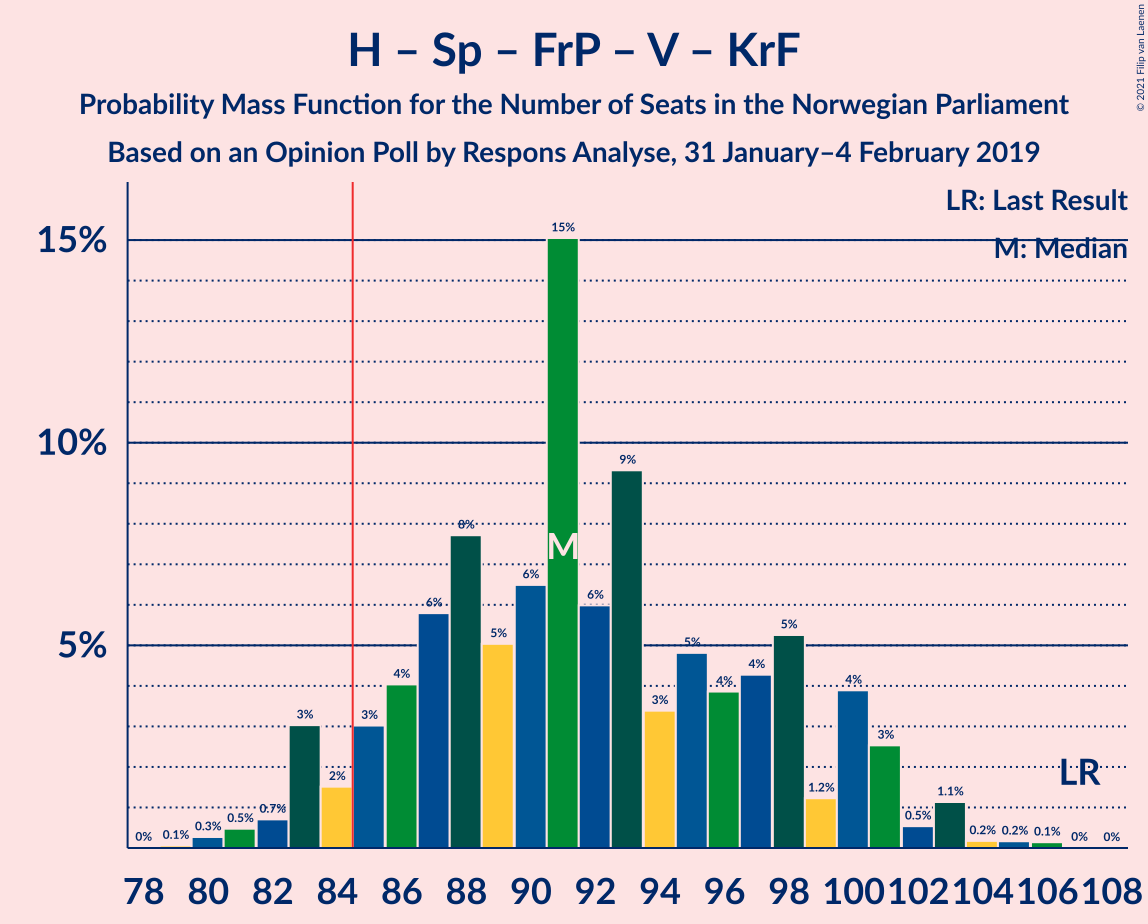 H – Sp – FrP – V – KrF
Probability Mass Function for the Number of Seats in the Norwegian Parliament
Based on an Opinion Poll by Respons Analyse, 31 January–4 February 2019
© 2021 Filip van Laenen
LR: Last Result
M: Median
15%
10%
5%
0% 0.1% 0.3% 0.5% 0.7% 3% 2% 3% 4% 6% 8% 5% 6% 15% 6% 9% 3% 5% 4% 4% 5% 1.2% 4% 3% 0.5% 1.1% 0.2% 0.2% 0.1% 0% 0%
M
LR
78 80 82 84 86 88 90 92 94 96 98 100 102 104 106 108